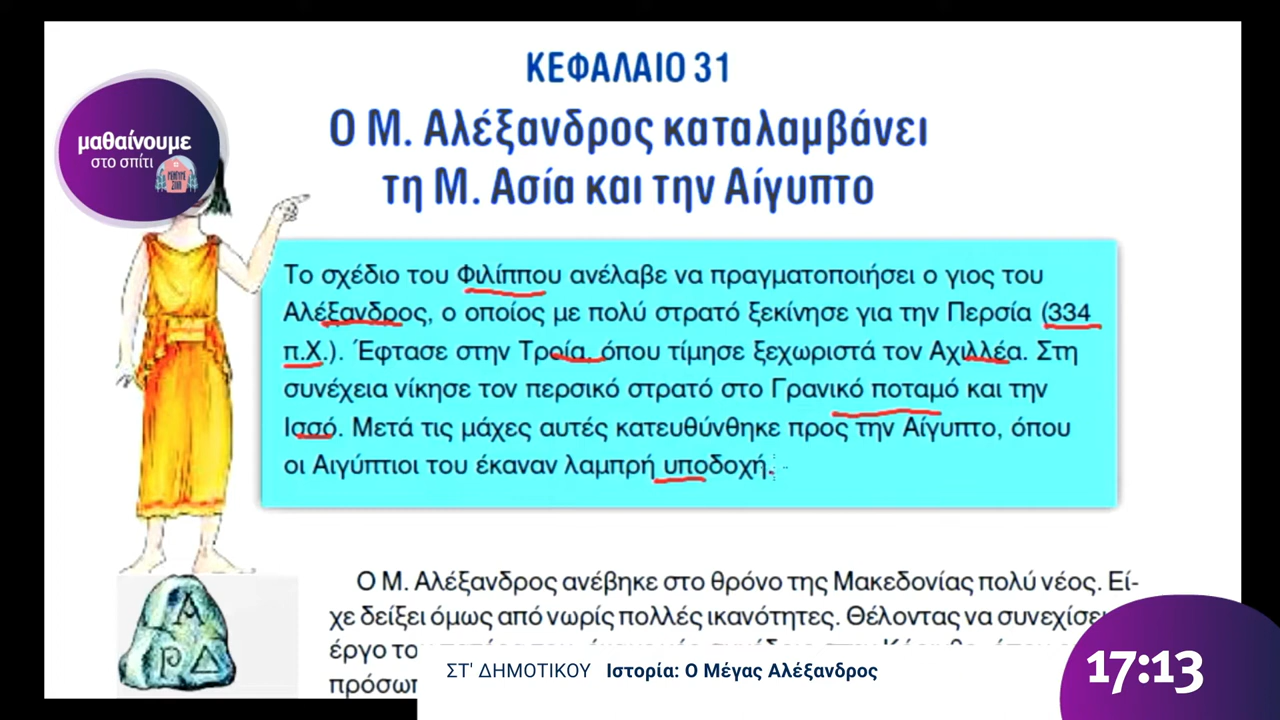 ΚΕΦΑΛΑΙΟ 31
Ο Μ. Αλέξανδρος καταλαμβάνει
τη Μ. Ασία και την Αίγυπτο
μαθαίνουμε
στο σπίτι
Το σχέδιο του Φιλίππου ανέλαβε να πραγματοποιήσει ο γιος του
Αλέξανδρος, ο οποίος με πολύ στρατό ξεκίνησε για την Περσία (334
π.Χ.). Έφτασε στην Τροία, όπου τίμησε ξεχωριστά τον Αχιλλέα. Στη
συνέχεια νίκησε τον περσικό στρατό στο Γρανικό ποταμό και την
Ισσό. Μετά τις μάχες αυτές κατευθύνθηκε προς την Αίγυπτο, όπου
οι Αιγύπτιοι του έκαναν λαμπρή υποδοχή.
Ο Μ. Αλέξανδρος ανέβηκε στο θρόνο της Μακεδονίας πολύ νέος. Εί-
χε δείξει όμως από νωρίς πολλές ικανότητες. Θέλοντας να συνεχίσει
έργο
Α
Ρ Δ
ΣΤ' ΔΗΜΟΤΙΚΟΥ Ιστορία: Ο Μέγας Αλέξανδρος
17:13